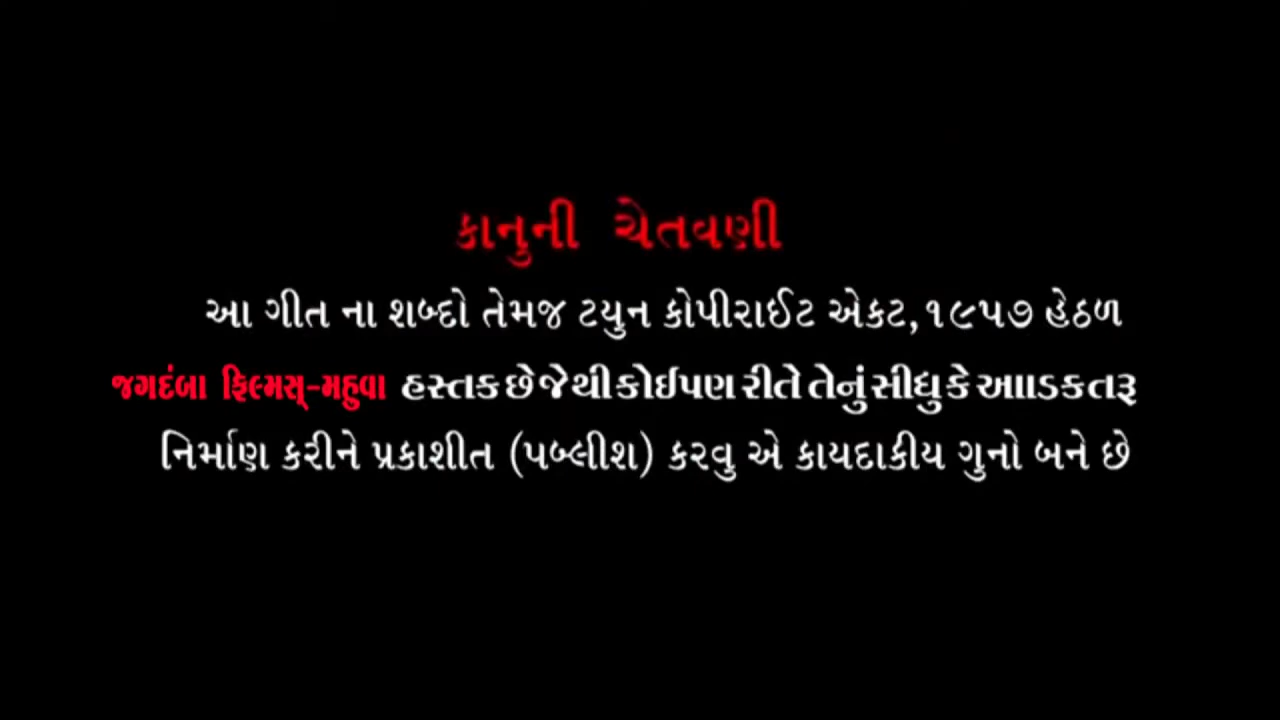 કાનુની ચેતવણી
આ ગીત ના શબ્દો તેમજ ટયુન કોપીરાઈટ એકટ,૧૯૫૭ હેઠળ
જગદંબા ફિલ્મસ્-મહુવા હસ્તક છે જેથી કોઈપણ રીતે તેનું સીધુ કે આાડકતરૂ
નિર્માણ કરીને પ્રકાશીત (પબ્લીશ) કરવુ એ કાયદાકીય ગુનો બને છે